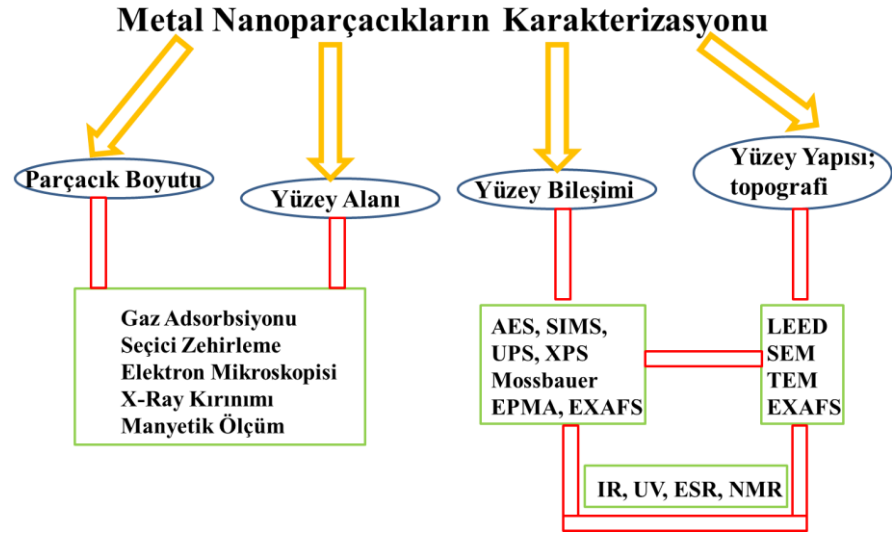 Metal Nanoparçacıkların Karakterizasyonu
Parçacık Boyutu
Yüzey Alanı
Yüzey Bileşimi
Yüzey Yapısı;
topografi
Gaz Adsorbsiyonu
Seçici Zehirleme
Elektron Mikroskopisi
X-Ray Kırınımı
Manyetik Ölçüm
AES, SIMS,
UPS, XPS
Mossbauer
EPMA, EXAFS
LEED
SEM
TEM
EXAFS
IR, UV, ESR, NMR